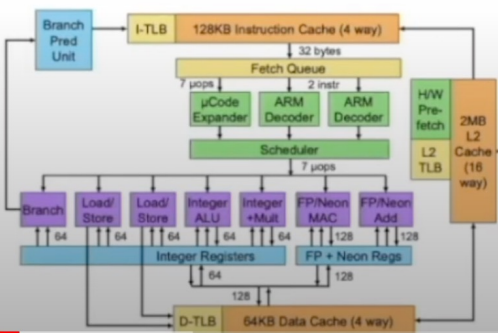 Branch
Pred
Unit
I-TLB
128KB Instruction Cache (4 way)
32 bytes
Fetch Queue
7 µops
2 instr
µCode
Expander
ARM
Decoder
ARM
Decoder
H/W
Pre-
fetch
L2
TLB
2MB
L2
Cache
(16
way)
Scheduler
7 µops
Branch
Load/
Store
Load/
Store
Integer
ALU
Integer
+Mult
FP/Neon
MAC
FP/Neon
Add
64
64
64
64
64
128
128
Integer Registers
FP + Neon Regs
64
128
128
D-TLB
64KB Data Cache (4 way)